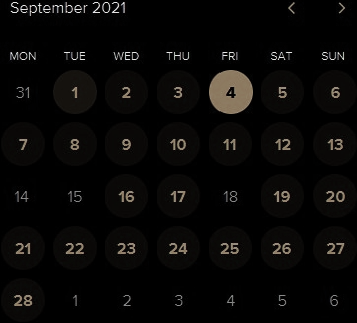 September 2021
MON TUE WED THU FRI SAT SUN
31 1 2 3 4 5 6
7 8 9 10 11 12 13
14 15 16 17 18 19 20
21 22 23 24 25 26 27
28 1 2 3 4 5 6